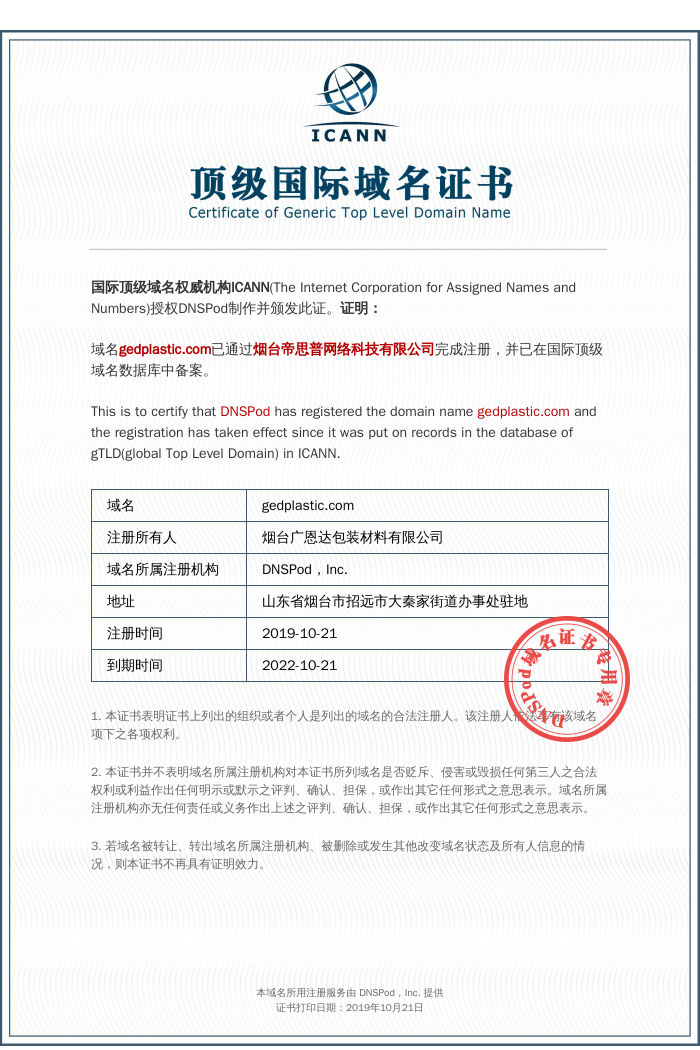 ICANN
顶级国际域名证书
Certificate of Generic Top Level Domain Name
国际顶级域名权威机构ICANN(The Internet Corporation for Assigned Names and
Numbers)授权DNSPod制作并颁发此证。证明：
域名gedplastic.com已通过烟台帝思普网络科技有限公司完成注册，并已在国际顶级
域名数据库中备案。
This is to certify that DNSPod has registered the domain name gedplastic.com and
the registration has taken effect since it was put on records in the database of
gTLD(global Top Level Domain) in ICANN.
域名 gedplastic.com
注册所有人 烟台广恩达包装材料有限公司
域名所属注册机构 DNSPod，Inc.
地址 山东省烟台市招远市大秦家街道办事处驻地
注册时间 2019-10-21
到期时间 2022-10-21
DNSPod域名证书专用章
1. 本证书表明证书上列出的组织或者个人是列出的域名的合法注册人。该注册人依法享有该域名
项下之各项权利。
2. 本证书并不表明域名所属注册机构对本证书所列域名是否贬斥、侵害或毁损任何第三人之合法
权利或利益作出任何明示或默示之评判、确认、担保，或作出其它任何形式之意思表示。域名所属
注册机构亦无任何责任或义务作出上述之评判、确认、担保，或作出其它任何形式之意思表示。
3. 若域名被转让、转出域名所属注册机构、被删除或发生其他改变域名状态及所有人信息的情
况，则本证书不再具有证明效力。
本域名所用注册服务由 DNSPod，Inc. 提供
证书打印日期：2019年10月21日